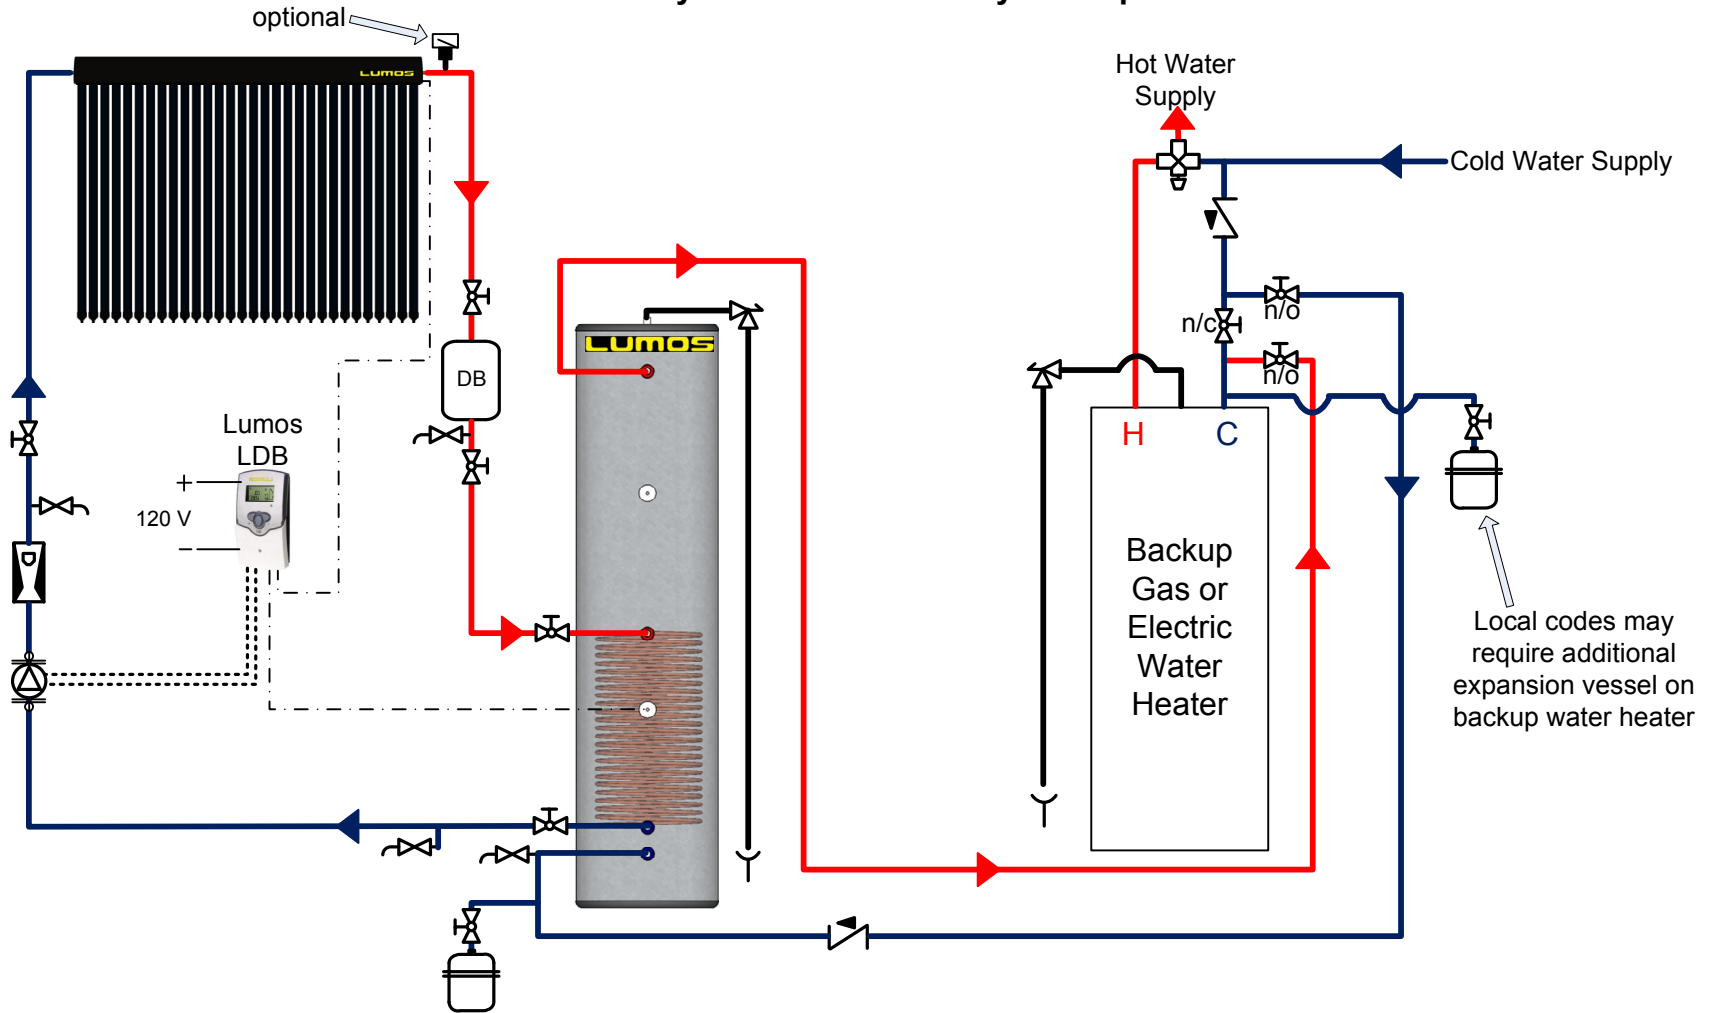 optional
LUMOS
Hot Water
Supply
Cold Water Supply
n/o
n/c
n/o
LUMOS
DB
Lumos
LDB
+
120 V
–
H
C
Backup
Gas or
Electric
Water
Heater
Local codes may
require additional
expansion vessel on
backup water heater